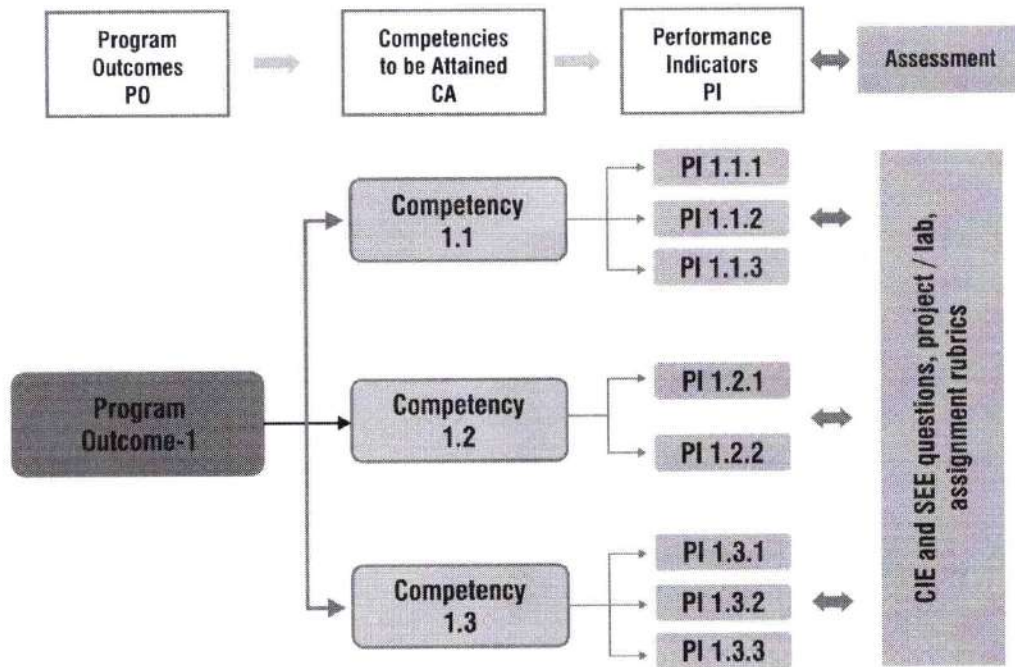 Program
Outcomes
PO
Competencies
to be Attained
CA
Performance
Indicators
PI
Assessment
Program
Outcome-1
Competency
1.1
PI 1.1.1
PI 1.1.2
PI 1.1.3
Competency
1.2
PI 1.2.1
PI 1.2.2
Competency
1.3
PI 1.3.1
PI 1.3.2
PI 1.3.3
CIE and SEE questions, project / lab,
assignment rubrics